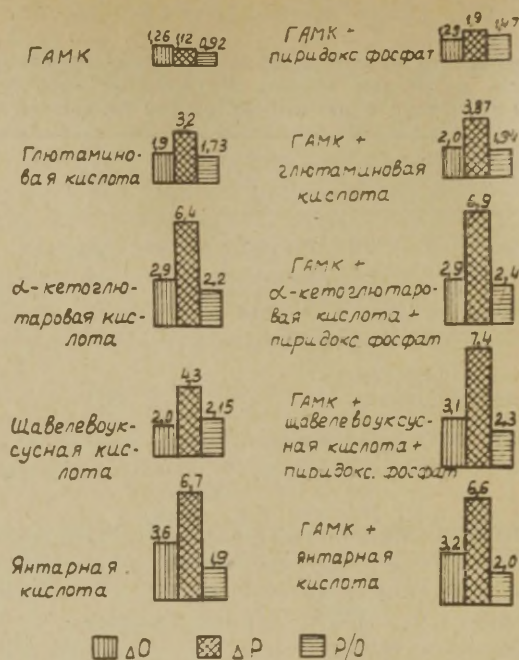 1,26 1,12 0,92
ГАМК
1,9 3,2 1,73
Глютамино-
вая кислота
2,9 6,4 2,2
α-кетоглю-
таровая кис-
лота
2,0 4,3 2,15
Щавелевоук-
сусная кис-
лота
3,6 6,7 1,9
Янтарная
кислота
1,29 1,9 1,47
ГАМК +
пиридокс фосфат
2,0 3,87 1,94
ГАМК +
глютаминовая
кислота
2,9 6,9 2,4
ГАМК +
α-кетоглютаро-
вая кислота +
пиридокс фосфат
3,1 7,4 2,3
ГАМК +
щавелевоуксус-
ная кислота +
пиридокс. фосфат
3,2 6,6 2,0
ГАМК +
янтарная
кислота
ΔO ΔP P/O